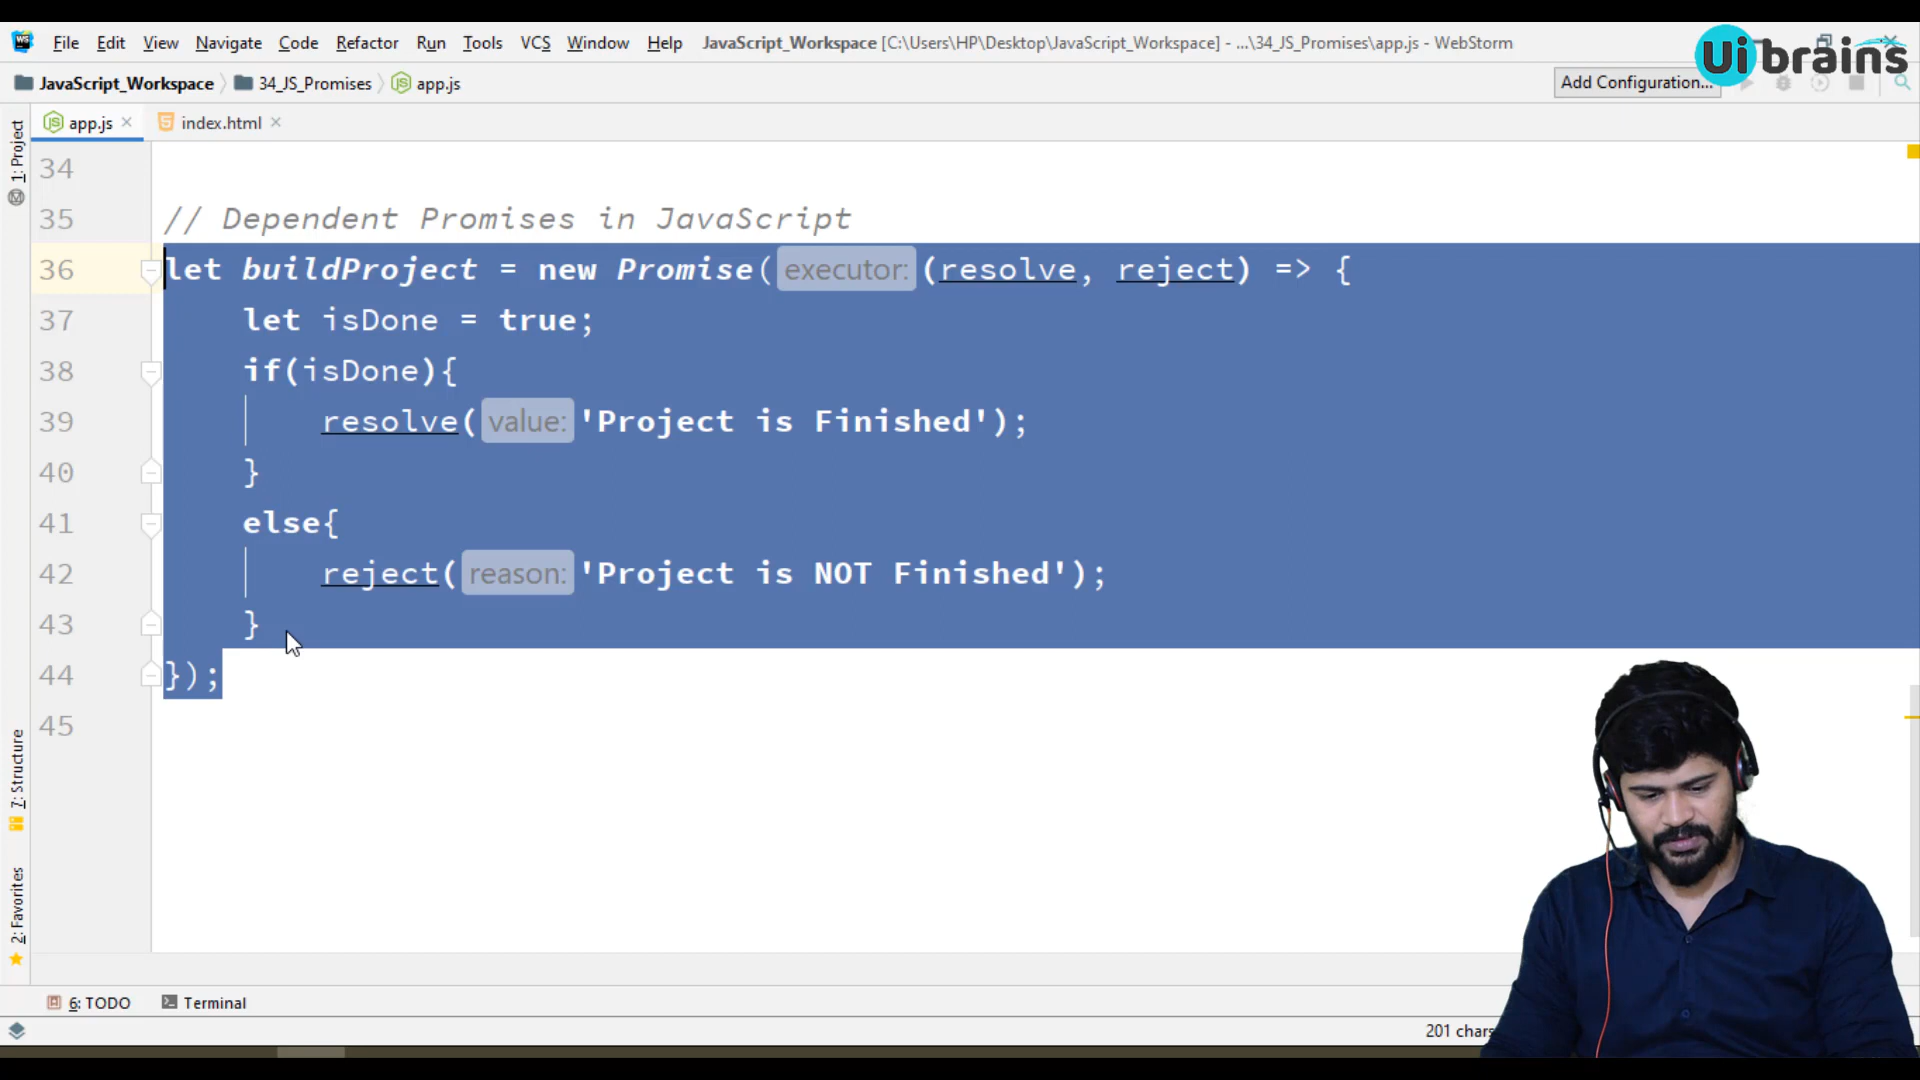 File Edit View Navigate Code Refactor Run Tools VCS Window Help JavaScript_Workspace [C:\Users\HP\Desktop\JavaScript_Workspace] - ...\34_JS_Promises\app.js - WebStorm
Ui brains
JavaScript_Workspace 34_JS_Promises app.js Add Configuration...
app.js index.html
1: Project
7: Structure
2: Favorites
34
35 // Dependent Promises in JavaScript
36 let buildProject = new Promise( executor: (resolve, reject) => {
37 let isDone = true;
38 if(isDone){
39 resolve( value: 'Project is Finished');
40 }
41 else{
42 reject( reason: 'Project is NOT Finished');
43 }
44 });
45
6: TODO Terminal
201 chars